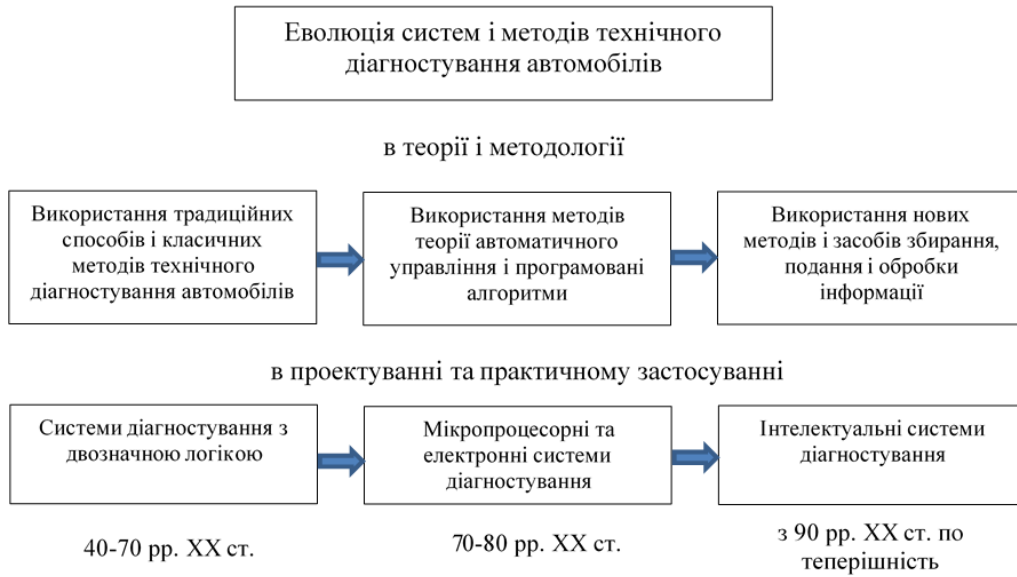 Еволюція систем і методів технічного
діагностування автомобілів
в теорії і методології
Використання традиційних
способів і класичних
методів технічного
діагностування автомобілів
Використання методів
теорії автоматичного
управління і програмовані
алгоритми
Використання нових
методів і засобів збирання,
подання і обробки
інформації
в проектуванні та практичному застосуванні
Системи діагностування з
двозначною логікою
Мікропроцесорні та
електронні системи
діагностування
Інтелектуальні системи
діагностування
40-70 рр. ХХ ст.
70-80 рр. ХХ ст.
з 90 рр. ХХ ст. по
теперішність